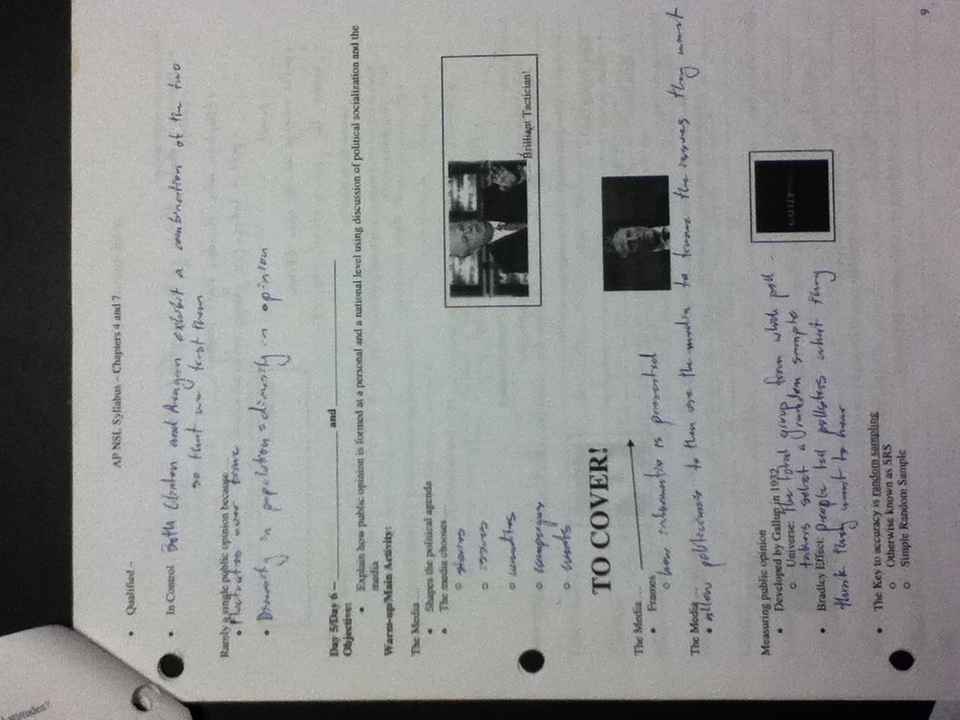 AP NSL Syllabus – Chapters 4 and 7
• Qualified –
• In Control Both Clinton and Reagan exhibit a combination of the two
so that we trust them
Rarely a single public opinion because
• Fluctuates over time
• Diversity in population = diversity in opinion
Day 5/Day 6 – ____________________ and ____________________
Objective:
• Explain how public opinion is formed at a personal and a national level using discussion of political socialization and the
media
Warm-up/Main Activity:
The Media …
• Shapes the political agenda
• The media chooses …
o stories
o issues
o candidates
o campaigns
o events
Brilliant Tactician!
TO COVER!
The Media …
• Frames
o how information is presented
The Media …
• allow politicians to then use the media to frame the issues they want
Measuring public opinion
• Developed by Gallup in 1932
o Universe: The total group from whole poll
takers select a random sample
GALLUP
• Bradley Effect: People tell pollsters what they
think they want to hear
• The Key to accuracy is random sampling
o Otherwise known as SRS
o Simple Random Sample
9